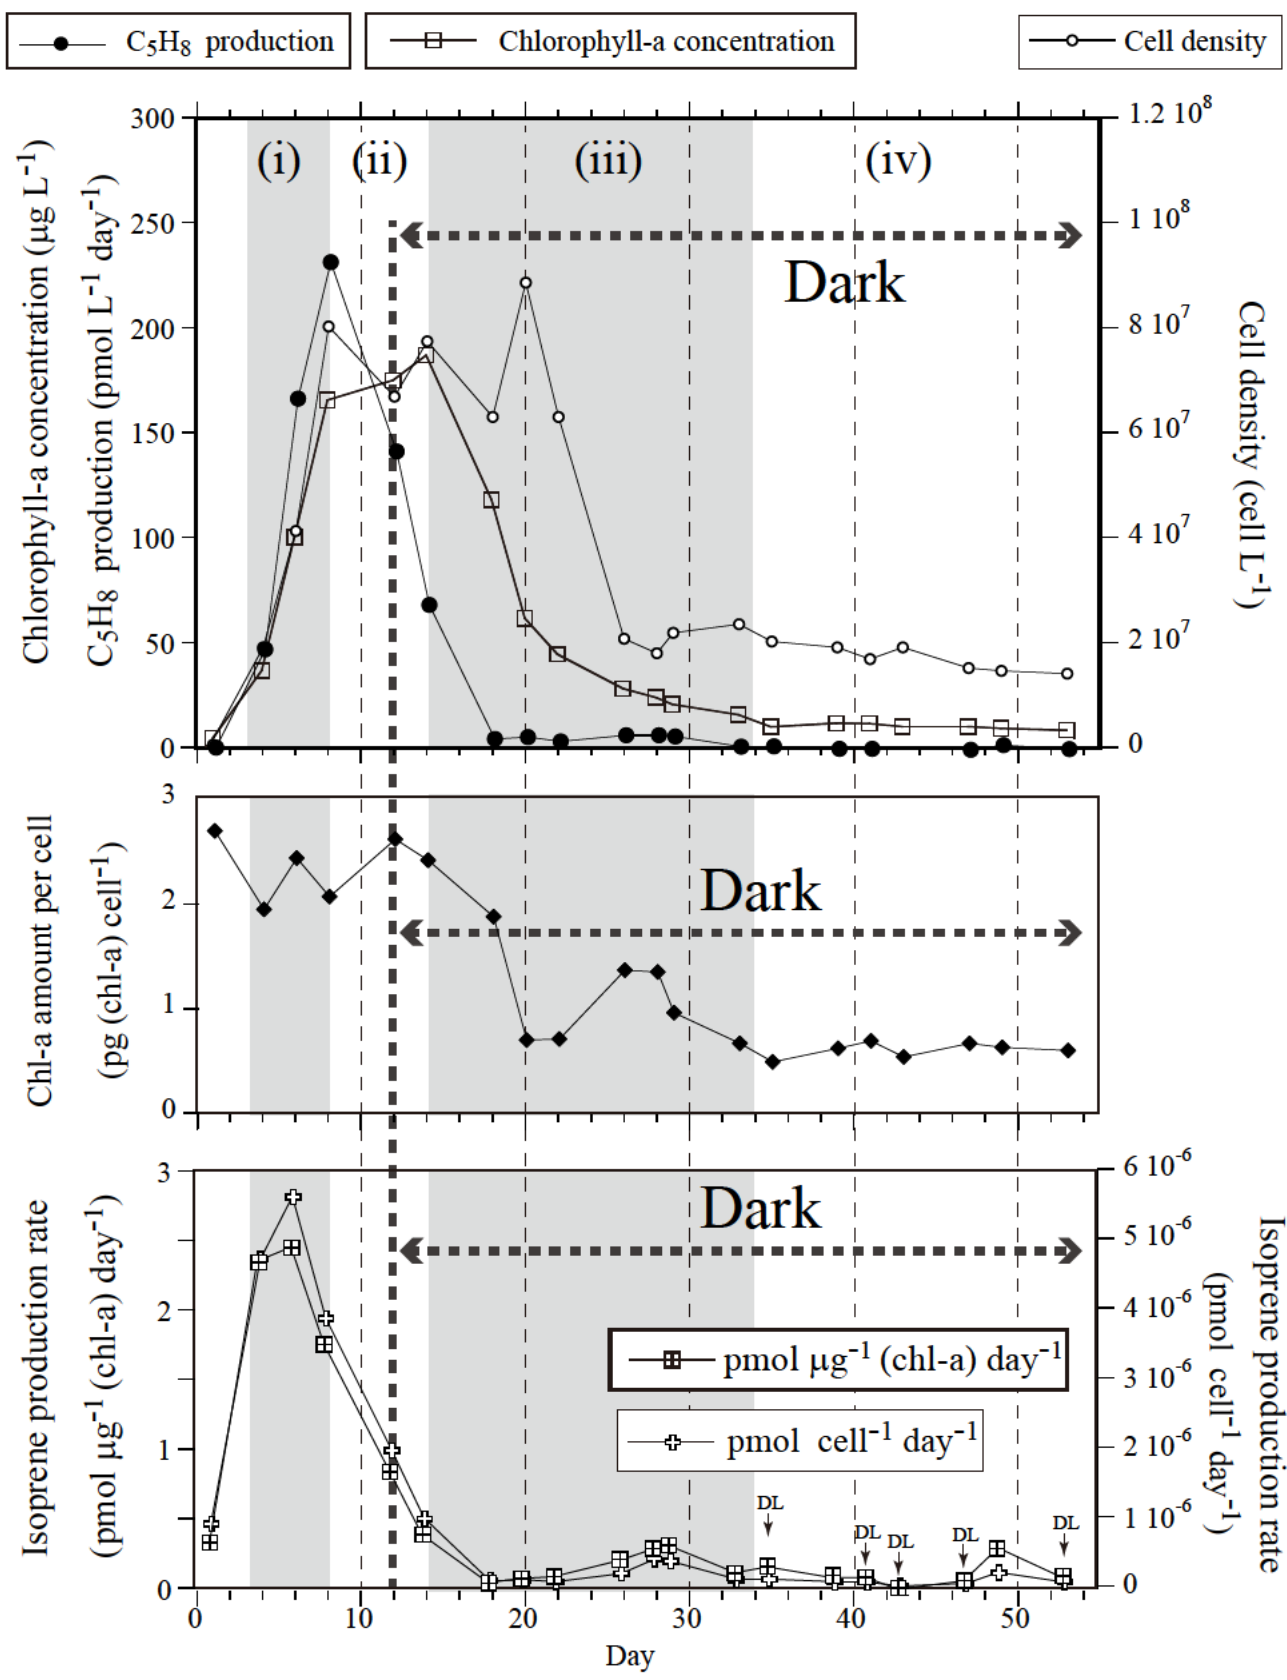 C₅H₈ production
Chlorophyll-a concentration
Cell density
Chlorophyll-a concentration (μg L⁻¹)
C₅H₈ production (pmol L⁻¹ day⁻¹)
300
250
200
150
100
50
0
(i)
(ii)
(iii)
(iv)
Dark
1.2 10⁸
1 10⁸
8 10⁷
6 10⁷
4 10⁷
2 10⁷
0
Cell density (cell L⁻¹)
Chl-a amount per cell
(pg (chl-a) cell⁻¹)
3
2
1
0
Dark
Isoprene production rate
(pmol μg⁻¹ (chl-a) day⁻¹)
3
2
1
0
Dark
pmol μg⁻¹ (chl-a) day⁻¹
pmol cell⁻¹ day⁻¹
DL
DL
DL
DL
DL
6 10⁻⁶
5 10⁻⁶
4 10⁻⁶
3 10⁻⁶
2 10⁻⁶
1 10⁻⁶
0
Isoprene production rate
(pmol cell⁻¹ day⁻¹)
0
10
20
30
40
50
Day